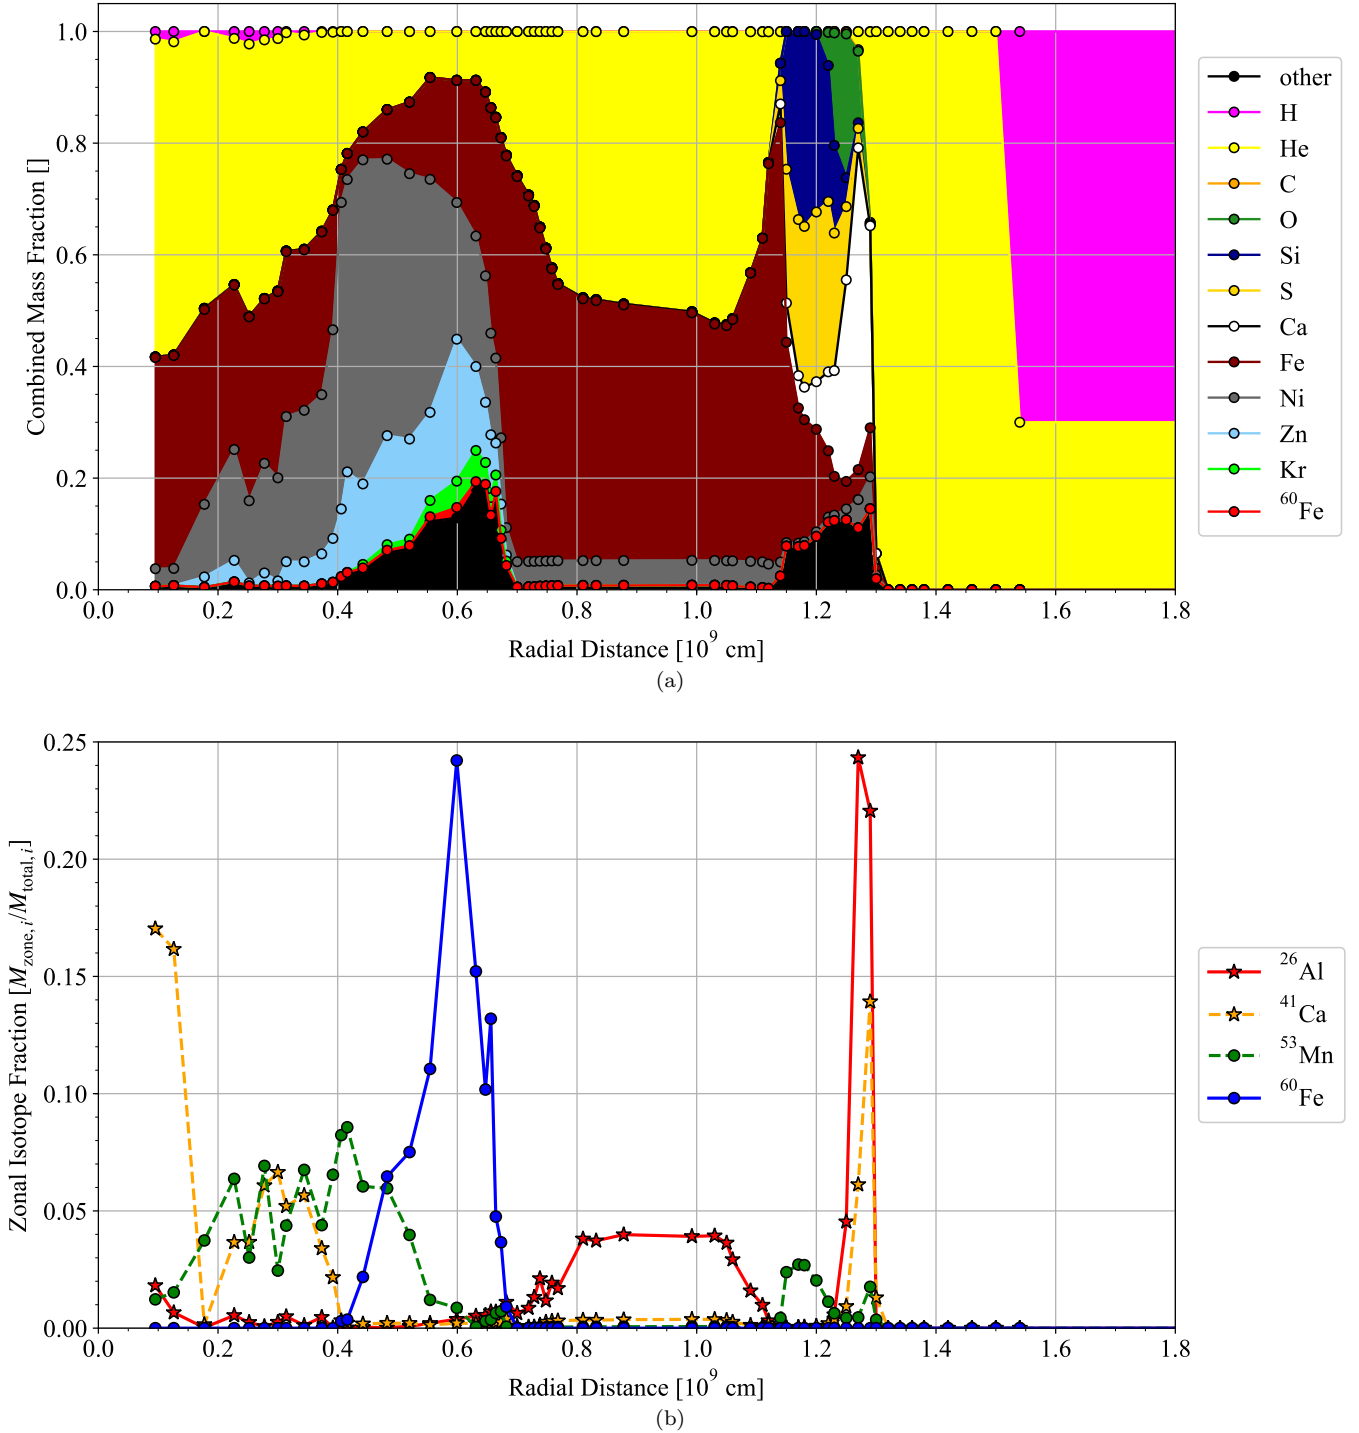 1.0
0.8
0.6
0.4
0.2
0.0
Combined Mass Fraction []
0.0 0.2 0.4 0.6 0.8 1.0 1.2 1.4 1.6 1.8
Radial Distance [10⁹ cm]
other
H
He
C
O
Si
S
Ca
Fe
Ni
Zn
Kr
⁶⁰Fe
(a)
0.25
0.20
0.15
0.10
0.05
0.00
Zonal Isotope Fraction [M_zone,i/M_total,i]
0.0 0.2 0.4 0.6 0.8 1.0 1.2 1.4 1.6 1.8
Radial Distance [10⁹ cm]
²⁶Al
⁴¹Ca
⁵³Mn
⁶⁰Fe
(b)